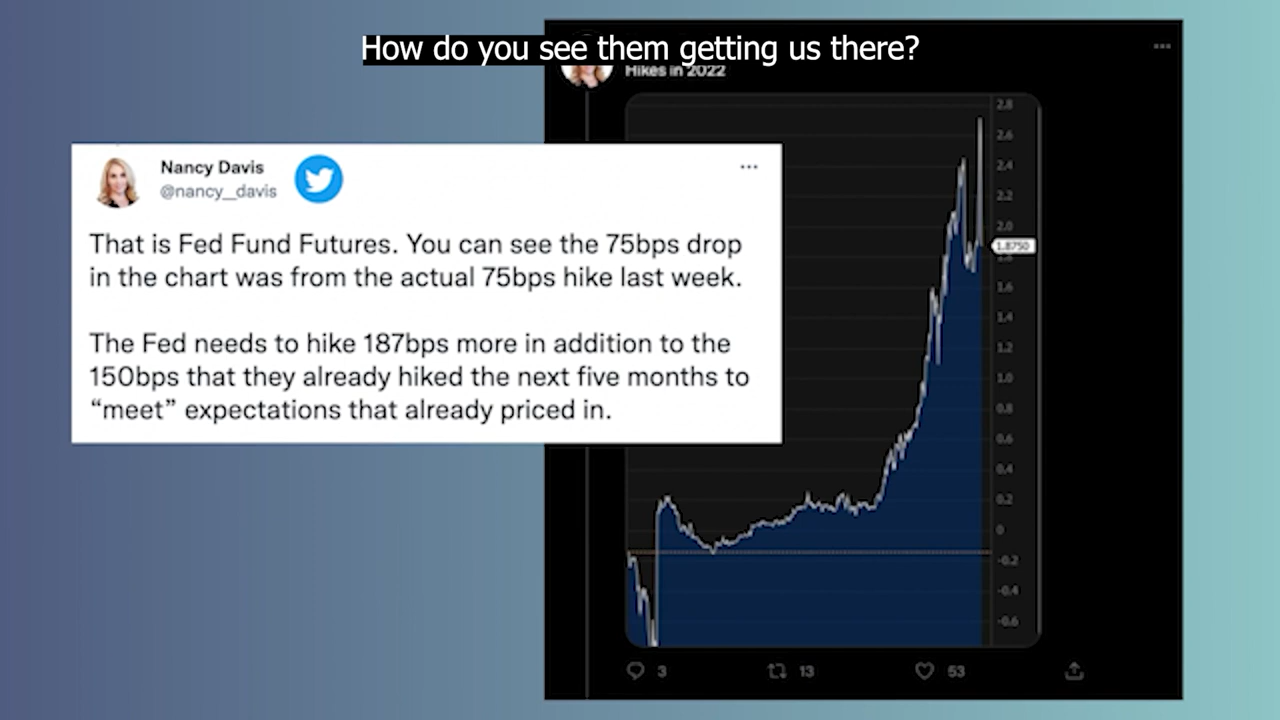 How do you see them getting us there?
Hikes in 2022
Nancy Davis
@nancy__davis
That is Fed Fund Futures. You can see the 75bps drop
in the chart was from the actual 75bps hike last week.
The Fed needs to hike 187bps more in addition to the
150bps that they already hiked the next five months to
“meet” expectations that already priced in.
2.8
2.6
2.4
2.2
2.0
1.8750
1.8
1.6
1.4
1.2
1.0
0.8
0.6
0.4
0.2
0
-0.2
-0.4
-0.6
3
13
53